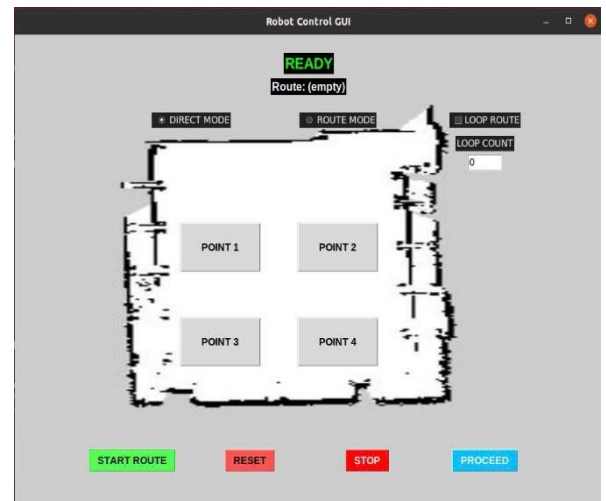 Robot Control GUI
READY
Route: (empty)
DIRECT MODE
ROUTE MODE
LOOP ROUTE
LOOP COUNT
0
POINT 1
POINT 2
POINT 3
POINT 4
START ROUTE
RESET
STOP
PROCEED